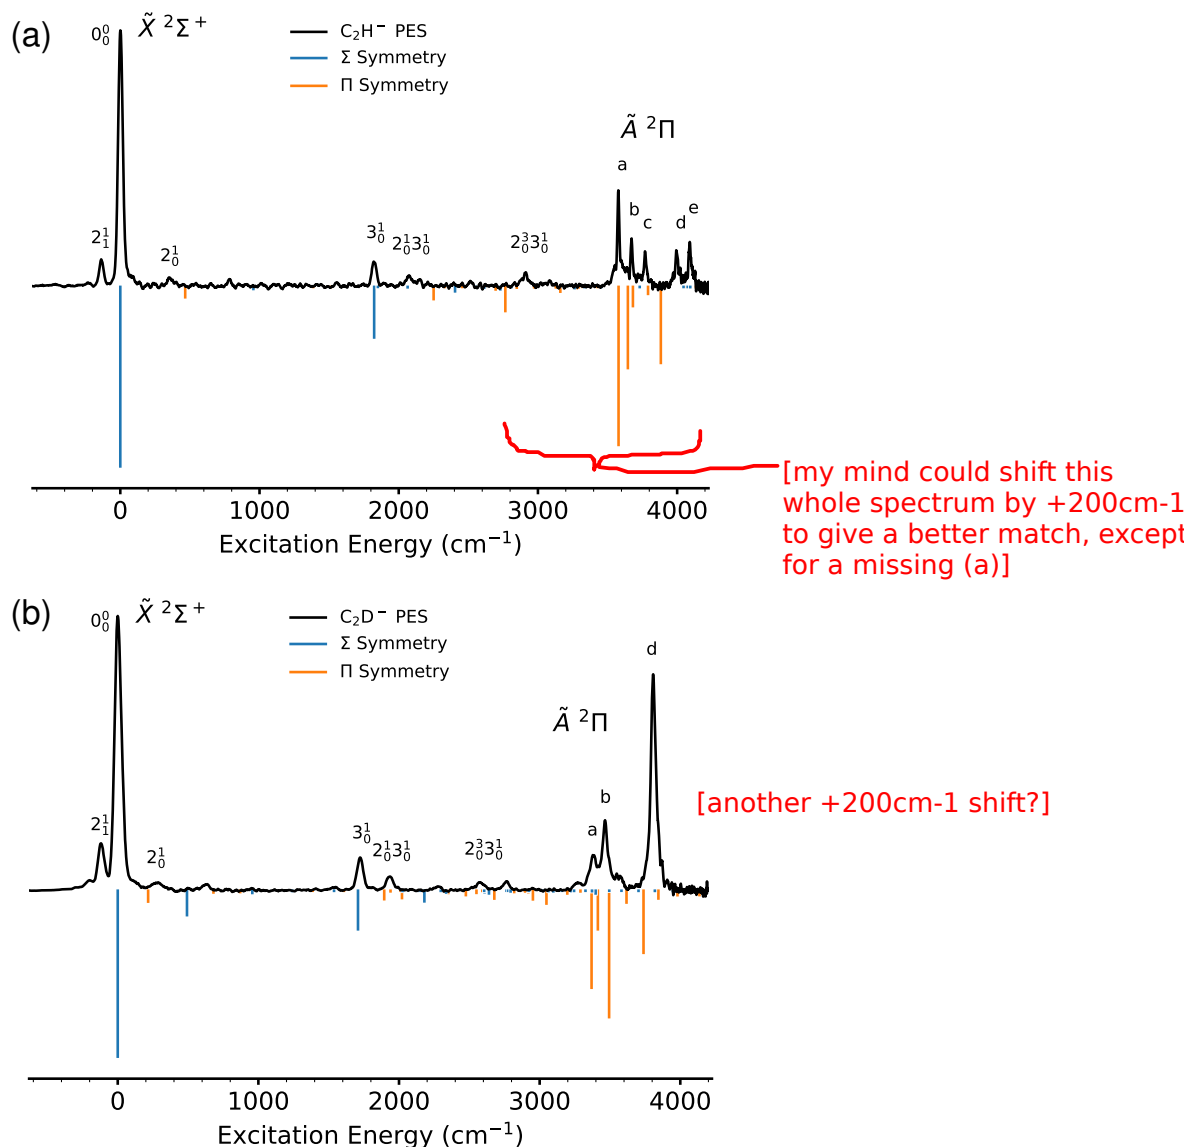 (a)
0⁰₀ X̃ ²Σ⁺
C₂H⁻ PES
Σ Symmetry
Π Symmetry
Ã ²Π
a
b
c
d
e
2¹₁
2¹₀
3¹₀
2¹₀3¹₀
2³₀3¹₀
0
1000
2000
3000
4000
Excitation Energy (cm⁻¹)
[my mind could shift this
whole spectrum by +200cm-1
to give a better match, except
for a missing (a)]
(b)
0⁰₀ X̃ ²Σ⁺
C₂D⁻ PES
Σ Symmetry
Π Symmetry
Ã ²Π
d
b
a
[another +200cm-1 shift?]
2¹₁
2¹₀
3¹₀
2¹₀3¹₀
2³₀3¹₀
0
1000
2000
3000
4000
Excitation Energy (cm⁻¹)